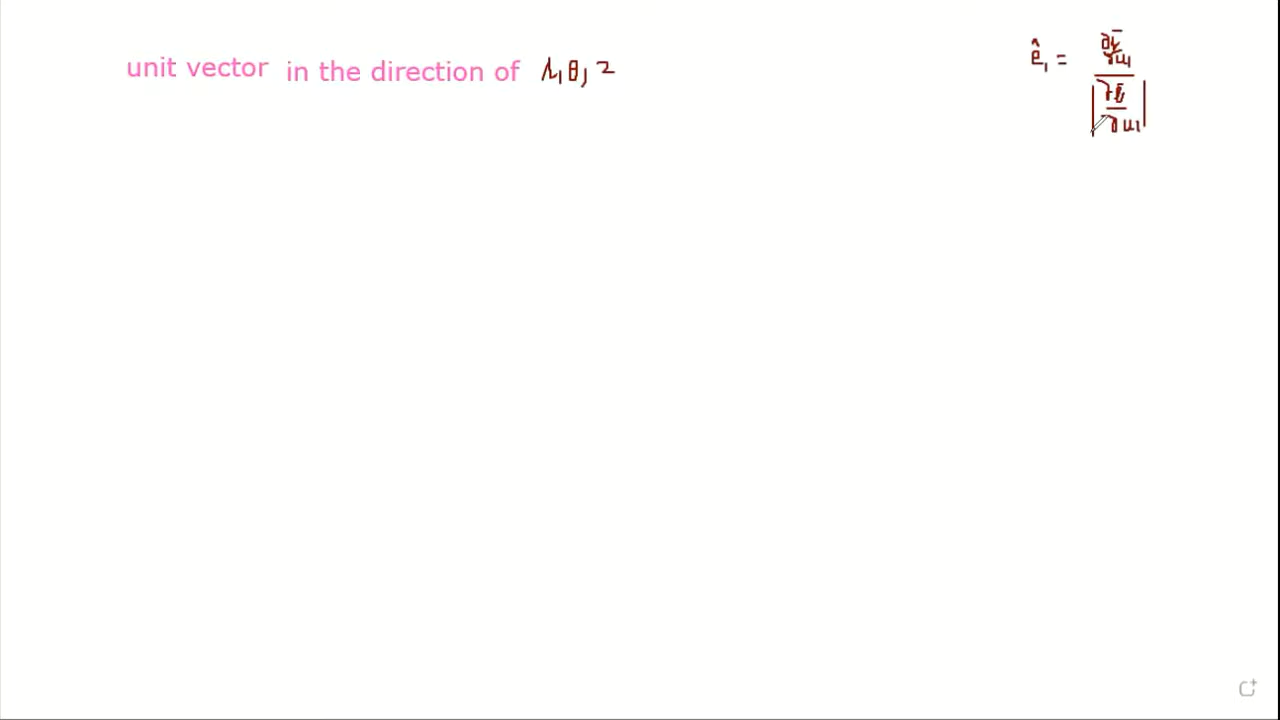 unit vector in the direction of r, θ, z
ê₁ = ∂r̄/∂u₁ / |∂r̄/∂u₁|